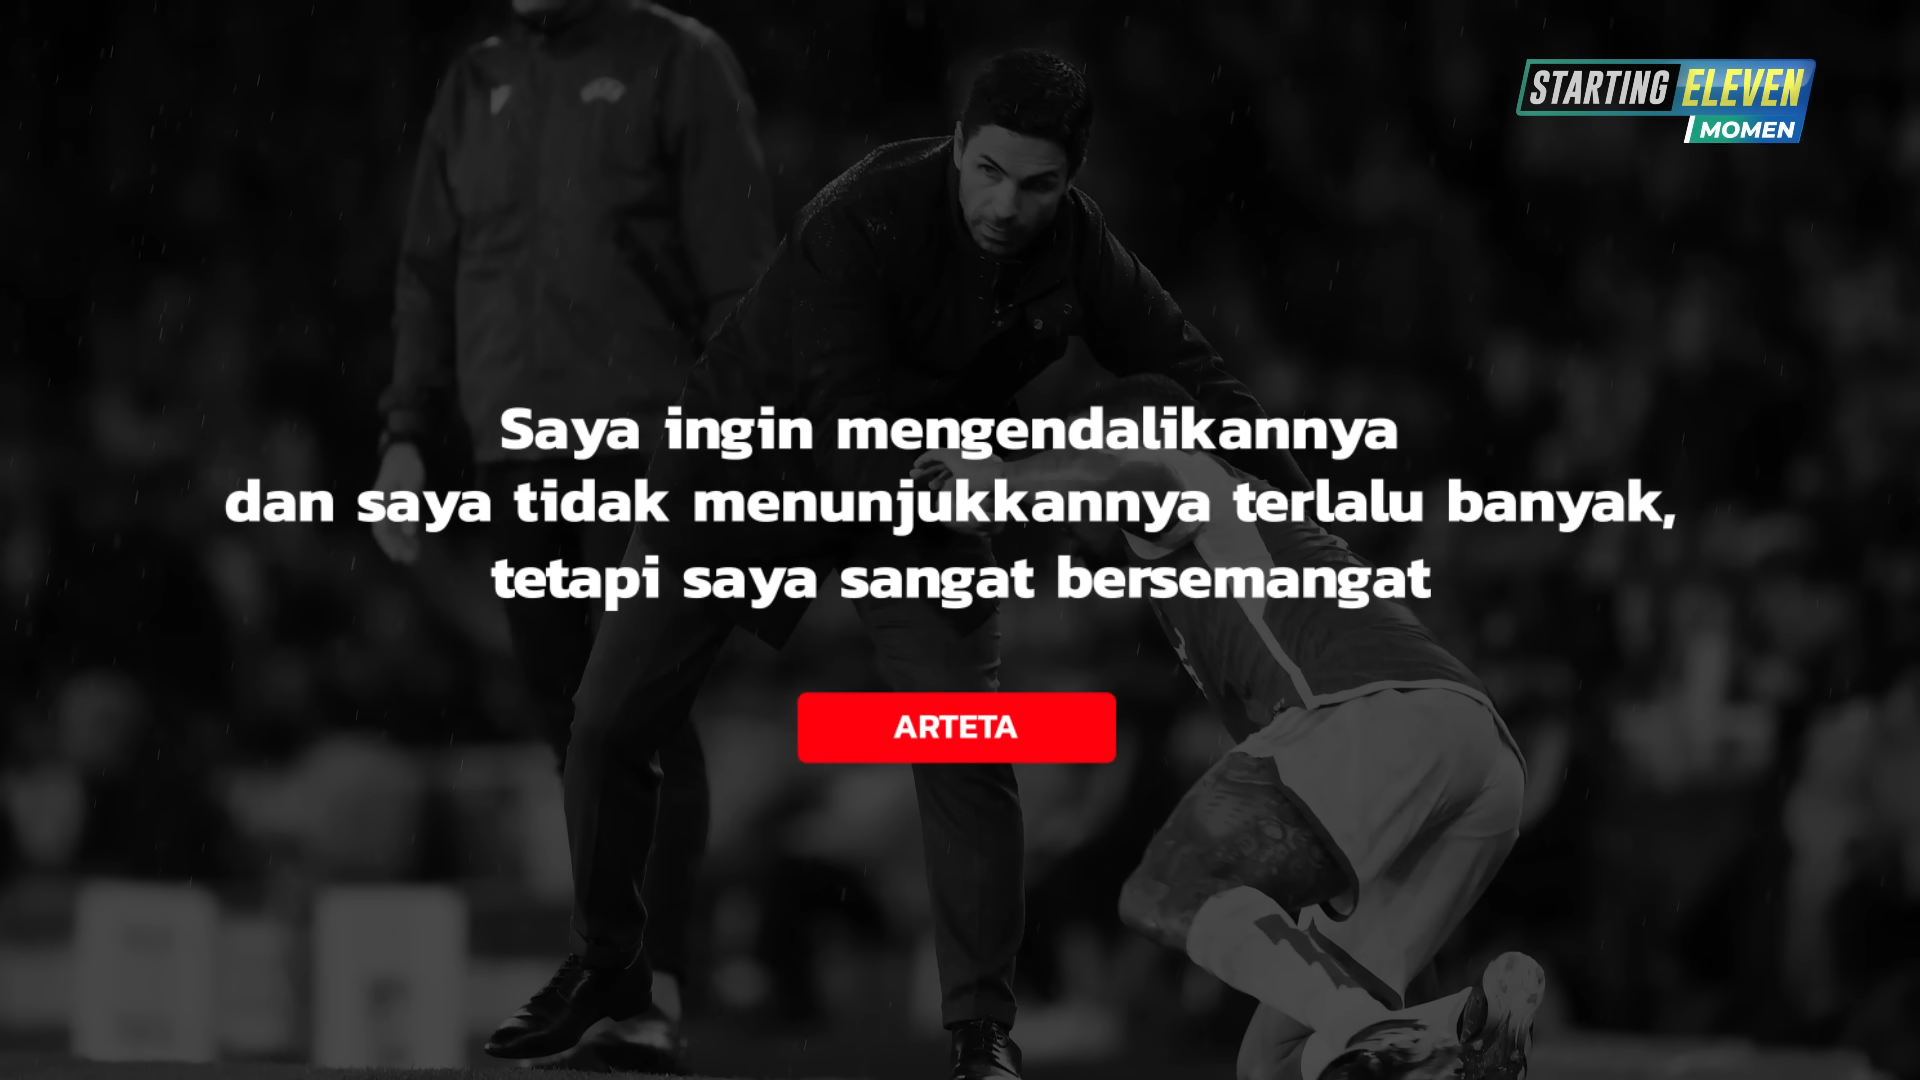 STARTING ELEVEN
MOMEN
Saya ingin mengendalikannya
dan saya tidak menunjukkannya terlalu banyak,
tetapi saya sangat bersemangat
ARTETA